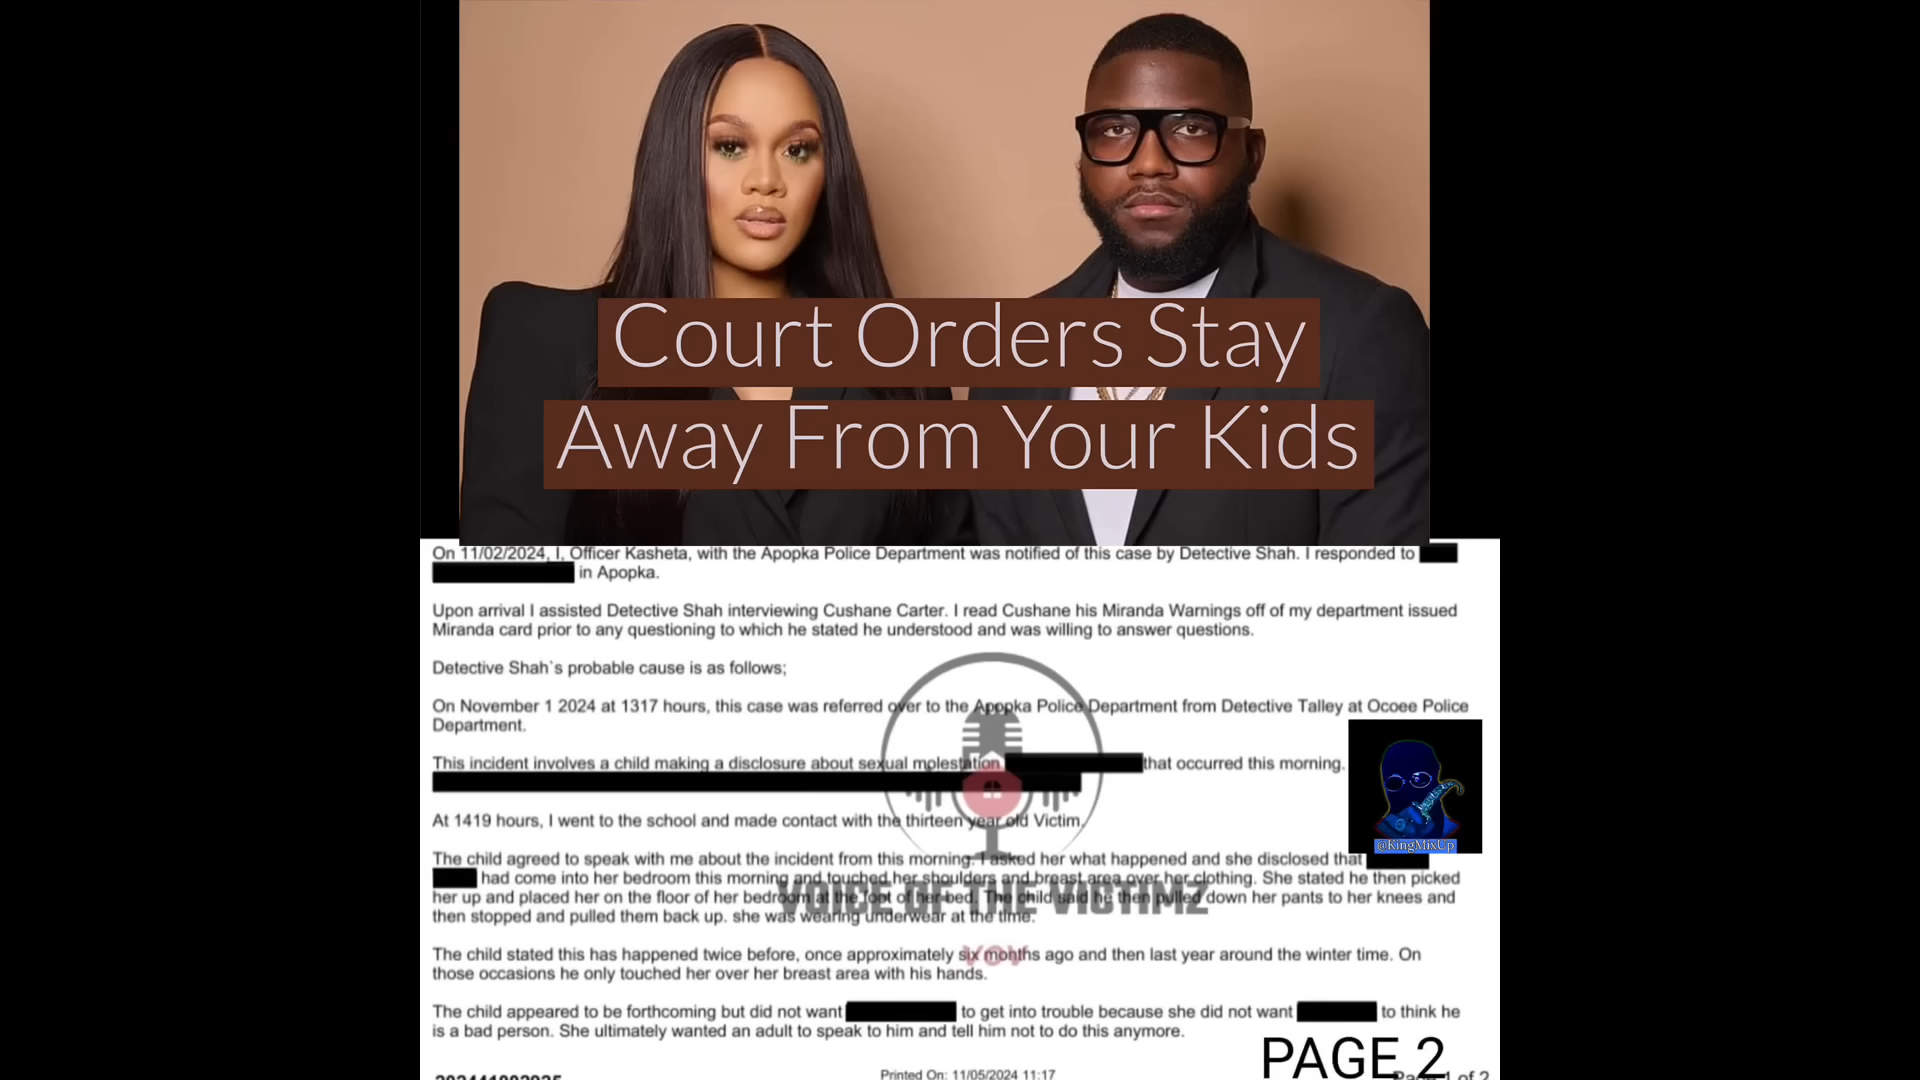 Court Orders Stay
Away From Your Kids
On 11/02/2024, I, Officer Kasheta, with the Apopka Police Department was notified of this case by Detective Shah. I responded to
in Apopka.
Upon arrival I assisted Detective Shah interviewing Cushane Carter. I read Cushane his Miranda Warnings off of my department issued
Miranda card prior to any questioning to which he stated he understood and was willing to answer questions.
Detective Shah`s probable cause is as follows;
On November 1 2024 at 1317 hours, this case was referred over to the Apopka Police Department from Detective Talley at Ocoee Police
Department.
This incident involves a child making a disclosure about sexual molestation that occurred this morning.
At 1419 hours, I went to the school and made contact with the thirteen year old Victim.
@KingMixUp
The child agreed to speak with me about the incident from this morning. I asked her what happened and she disclosed that
had come into her bedroom this morning and touched her shoulders and breast area over her clothing. She stated he then picked
her up and placed her on the floor of her bedroom at the foot of her bed. The child said he then pulled down her pants to her knees and
VOICE OF THE VICTIMZ
then stopped and pulled them back up. she was wearing underwear at the time.
VOV
The child stated this has happened twice before, once approximately six months ago and then last year around the winter time. On
those occasions he only touched her over her breast area with his hands.
The child appeared to be forthcoming but did not want to get into trouble because she did not want to think he
is a bad person. She ultimately wanted an adult to speak to him and tell him not to do this anymore.
PAGE 2
Printed On: 11/05/2024 11:17
1 of 2